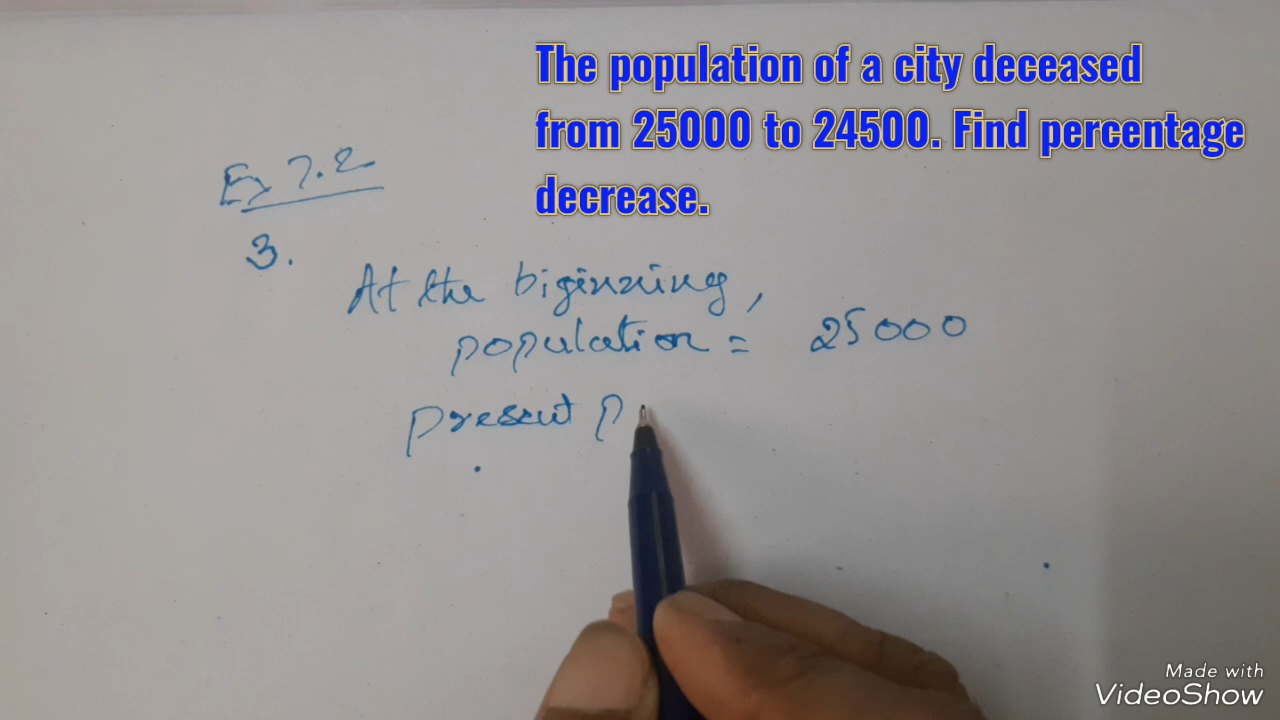 The population of a city deceased
from 25000 to 24500. Find percentage
decrease.
Ex 7.2
3.
At the biginning,
population = 25000
present p
Made with
VideoShow